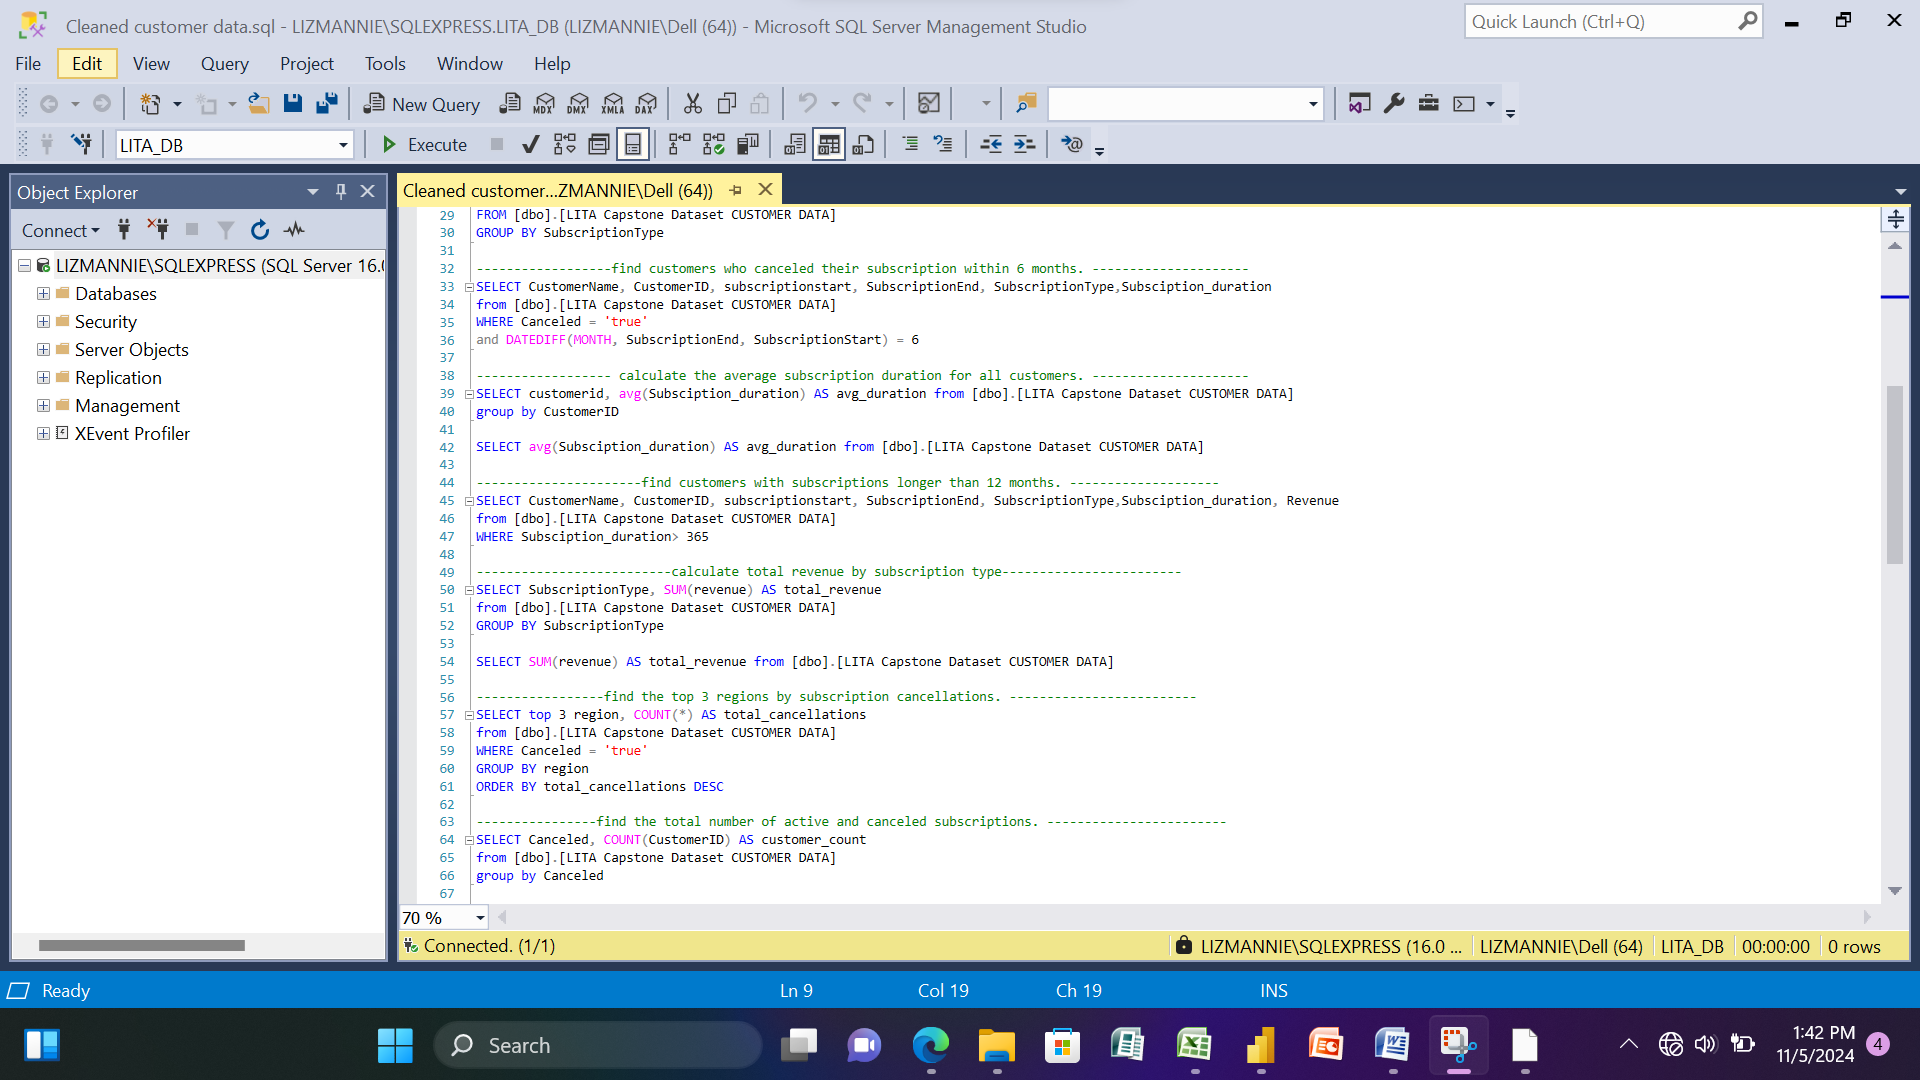 Cleaned customer data.sql - LIZMANNIE\SQLEXPRESS.LITA_DB (LIZMANNIE\Dell (64)) - Microsoft SQL Server Management Studio
Quick Launch (Ctrl+Q)
File Edit View Query Project Tools Window Help
New Query MDX DMX XMLA DAX
LITA_DB Execute
Object Explorer
Connect
LIZMANNIE\SQLEXPRESS (SQL Server 16.0
Databases
Security
Server Objects
Replication
Management
XEvent Profiler
Cleaned customer...ZMANNIE\Dell (64))
29 FROM [dbo].[LITA Capstone Dataset CUSTOMER DATA]
30 GROUP BY SubscriptionType
31
32 ------------------find customers who canceled their subscription within 6 months. ---------------------
33 SELECT CustomerName, CustomerID, subscriptionstart, SubscriptionEnd, SubscriptionType,Subsciption_duration
34 from [dbo].[LITA Capstone Dataset CUSTOMER DATA]
35 WHERE Canceled = 'true'
36 and DATEDIFF(MONTH, SubscriptionEnd, SubscriptionStart) = 6
37
38 ------------------ calculate the average subscription duration for all customers. ---------------------
39 SELECT customerid, avg(Subsciption_duration) AS avg_duration from [dbo].[LITA Capstone Dataset CUSTOMER DATA]
40 group by CustomerID
41
42 SELECT avg(Subsciption_duration) AS avg_duration from [dbo].[LITA Capstone Dataset CUSTOMER DATA]
43
44 ----------------------find customers with subscriptions longer than 12 months. --------------------
45 SELECT CustomerName, CustomerID, subscriptionstart, SubscriptionEnd, SubscriptionType,Subsciption_duration, Revenue
46 from [dbo].[LITA Capstone Dataset CUSTOMER DATA]
47 WHERE Subsciption_duration> 365
48
49 --------------------------calculate total revenue by subscription type------------------------
50 SELECT SubscriptionType, SUM(revenue) AS total_revenue
51 from [dbo].[LITA Capstone Dataset CUSTOMER DATA]
52 GROUP BY SubscriptionType
53
54 SELECT SUM(revenue) AS total_revenue from [dbo].[LITA Capstone Dataset CUSTOMER DATA]
55
56 -----------------find the top 3 regions by subscription cancellations. -------------------------
57 SELECT top 3 region, COUNT(*) AS total_cancellations
58 from [dbo].[LITA Capstone Dataset CUSTOMER DATA]
59 WHERE Canceled = 'true'
60 GROUP BY region
61 ORDER BY total_cancellations DESC
62
63 ----------------find the total number of active and canceled subscriptions. ------------------------
64 SELECT Canceled, COUNT(CustomerID) AS customer_count
65 from [dbo].[LITA Capstone Dataset CUSTOMER DATA]
66 group by Canceled
67
70 %
Connected. (1/1) LIZMANNIE\SQLEXPRESS (16.0 ... LIZMANNIE\Dell (64) LITA_DB 00:00:00 0 rows
Ready Ln 9 Col 19 Ch 19 INS
Search
1:42 PM
11/5/2024
4